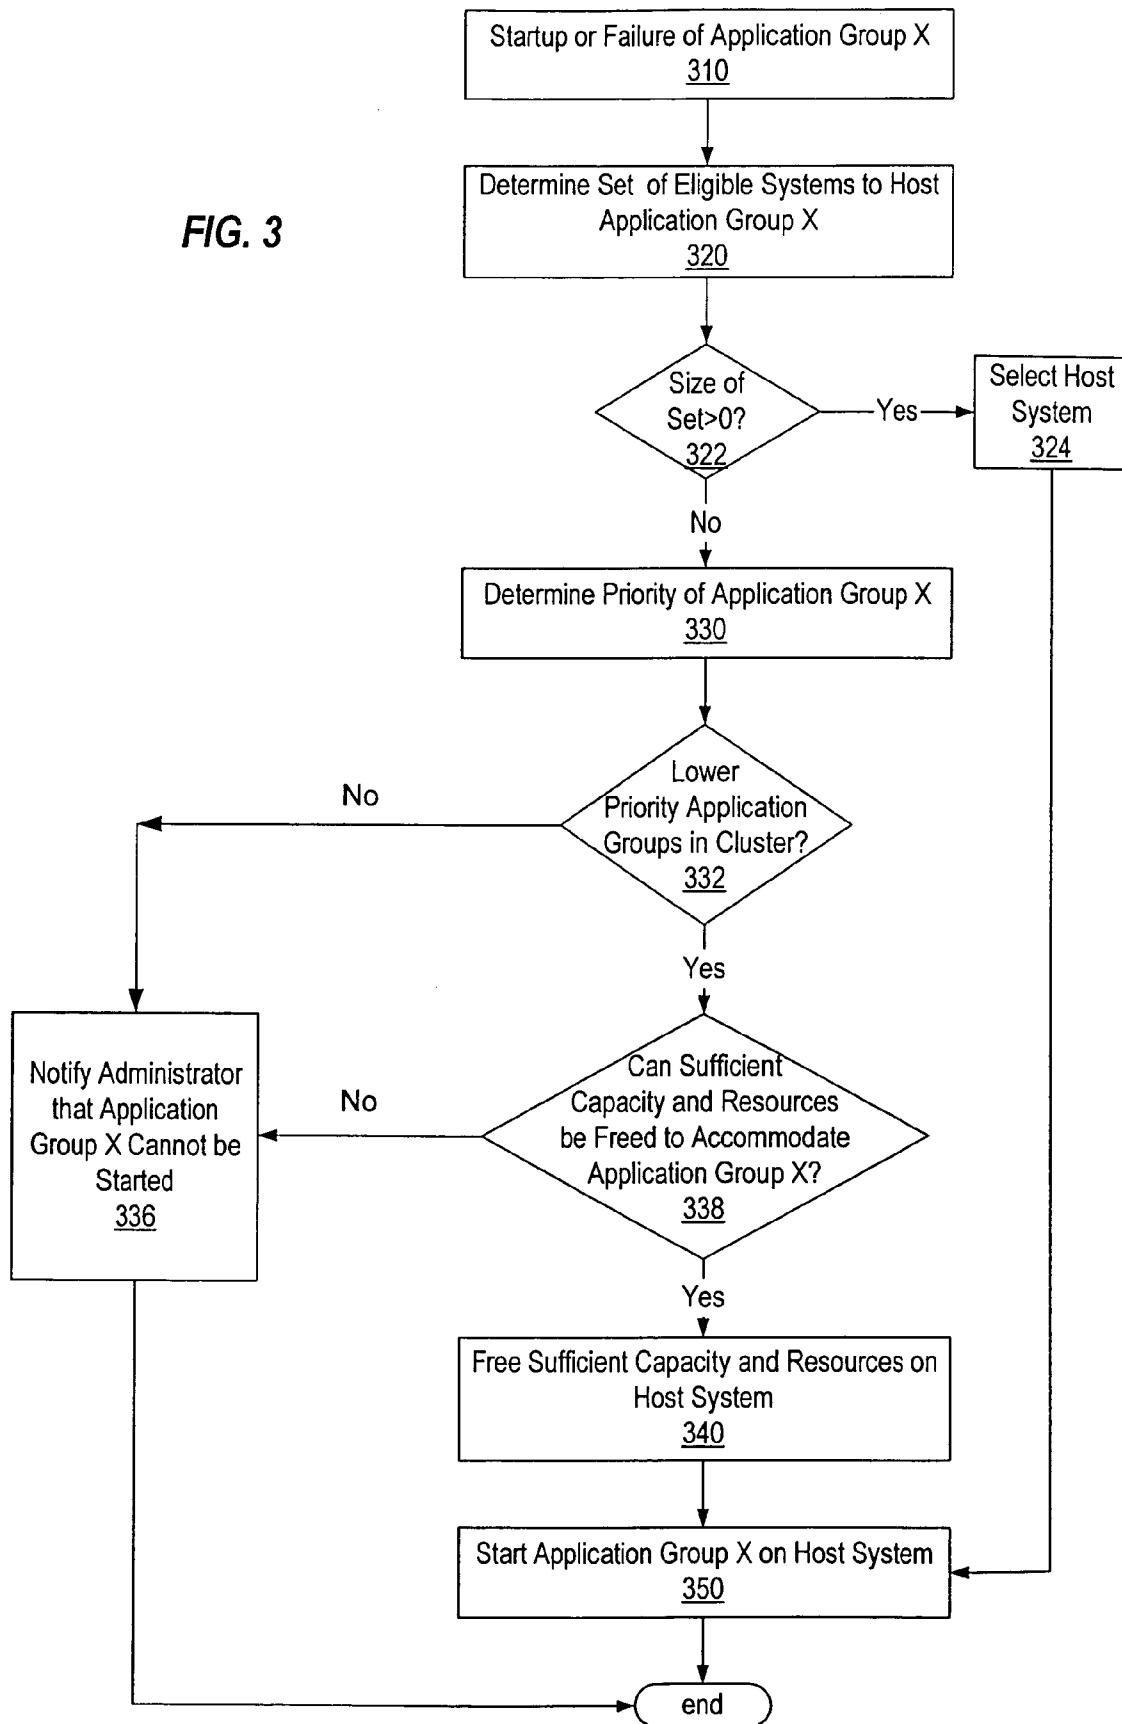 Startup or Failure of Application Group X
310
Determine Set of Eligible Systems to Host
Application Group X
320
FIG. 3
Size of
Set>0?
322
Yes
Select Host
System
324
No
Determine Priority of Application Group X
330
Lower
Priority Application
Groups in Cluster?
332
No
Yes
Can Sufficient
Capacity and Resources
be Freed to Accommodate
Application Group X?
338
No
Notify Administrator
that Application
Group X Cannot be
Started
336
Yes
Free Sufficient Capacity and Resources on
Host System
340
Start Application Group X on Host System
350
end